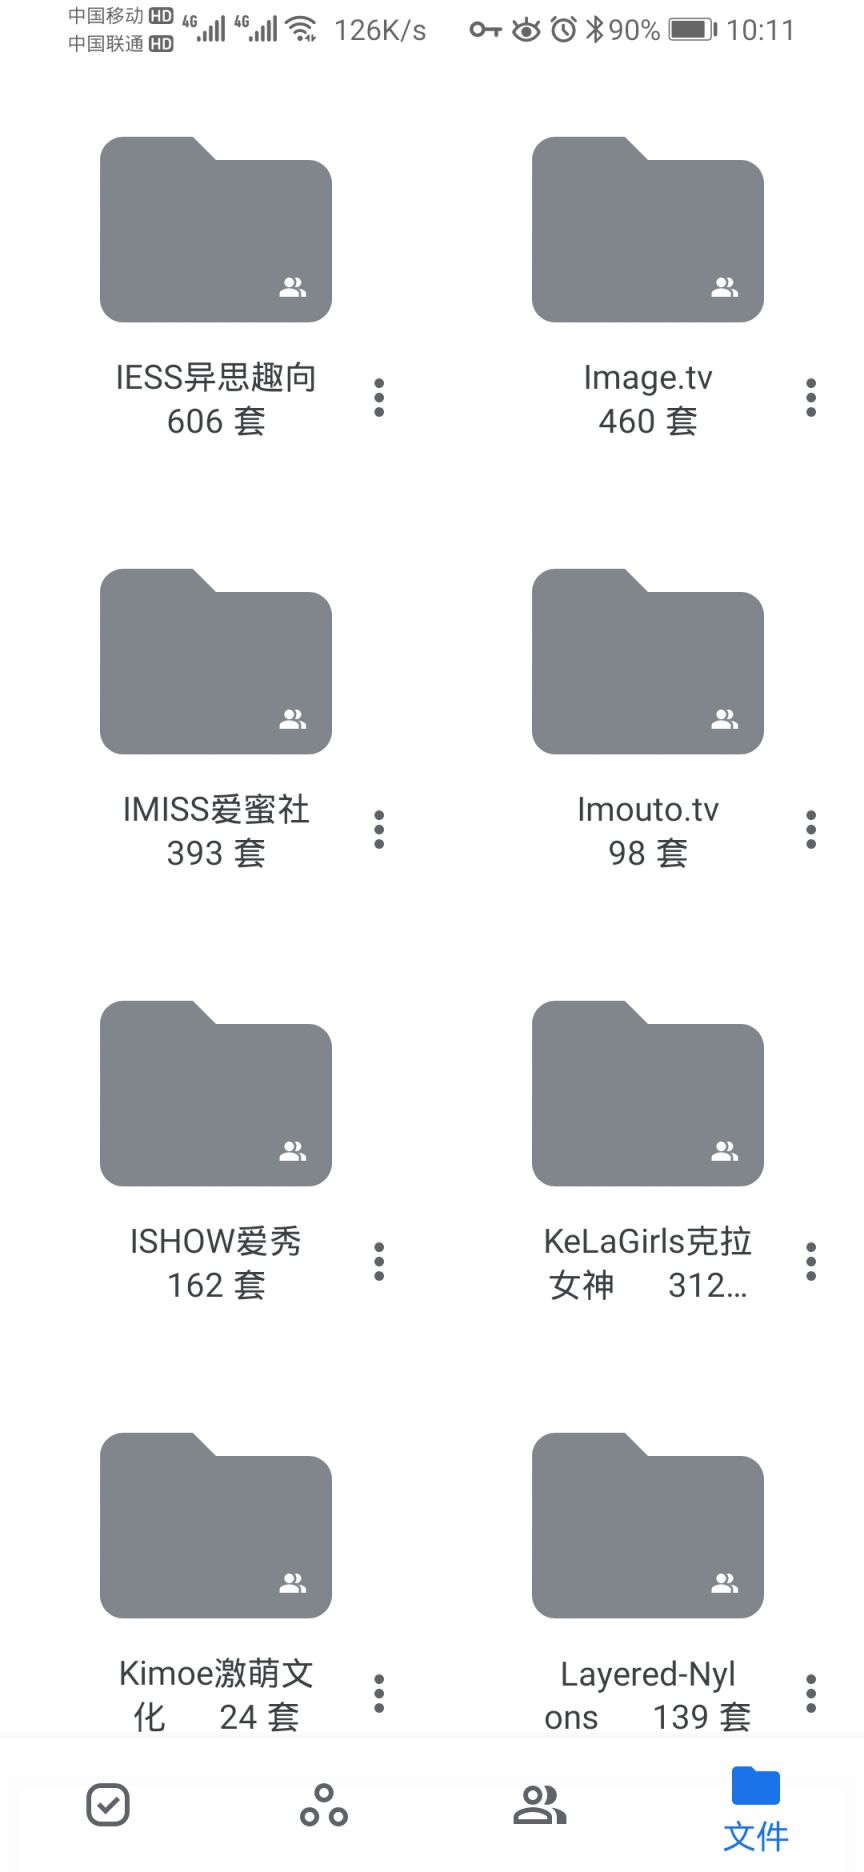 中国移动 HD 4G 4G 126K/s 90% 10:11
中国联通 HD
IESS异思趣向
606 套
Image.tv
460 套
IMISS爱蜜社
393 套
Imouto.tv
98 套
ISHOW爱秀
162 套
KeLaGirls克拉
女神 312...
Kimoe激萌文
化 24 套
Layered-Nyl
ons 139 套
文件